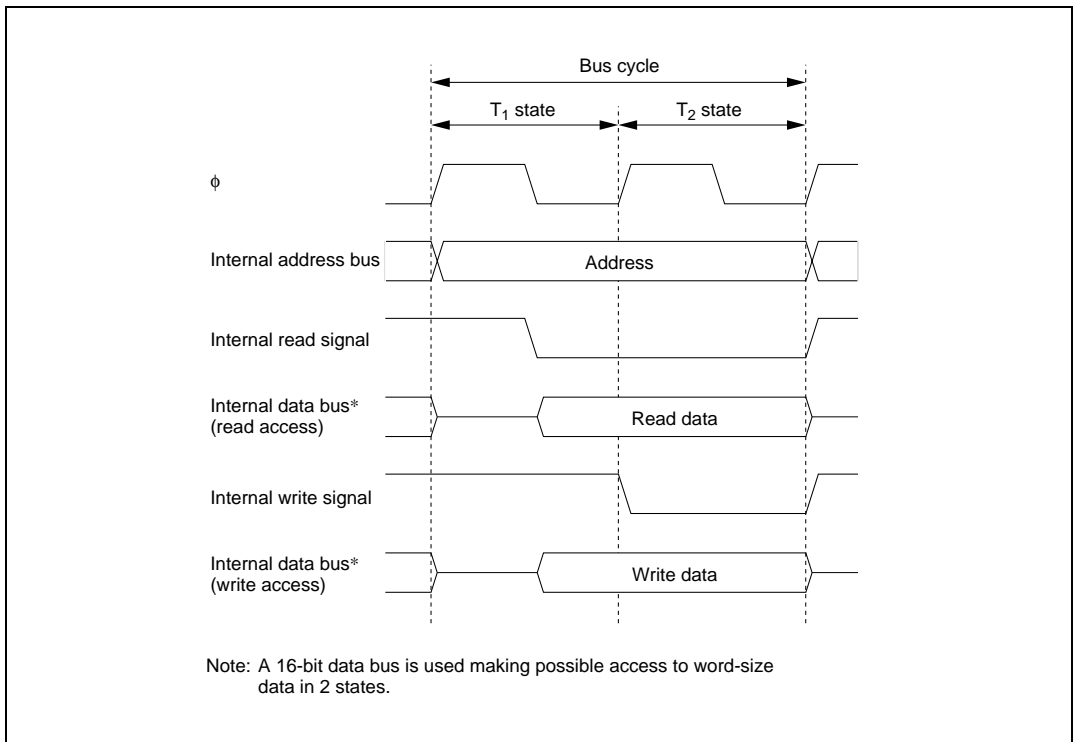 Bus cycle
T₁ state
T₂ state
ϕ
Internal address bus
Address
Internal read signal
Internal data bus*
(read access)
Read data
Internal write signal
Internal data bus*
(write access)
Write data
Note: A 16-bit data bus is used making possible access to word-size
data in 2 states.